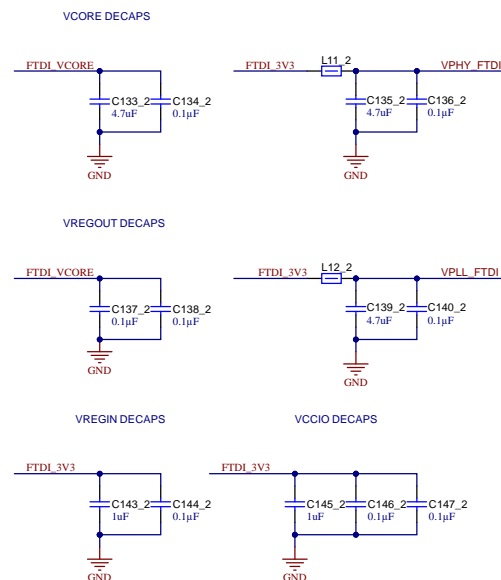 VCORE DECAPS
FTDI_VCORE
C133_2
4.7uF
C134_2
0.1µF
GND
FTDI_3V3
L11_2
VPHY_FTDI
C135_2
4.7uF
C136_2
0.1µF
GND
VREGOUT DECAPS
FTDI_VCORE
C137_2
0.1µF
C138_2
0.1µF
GND
FTDI_3V3
L12_2
VPLL_FTDI
C139_2
4.7uF
C140_2
0.1µF
GND
VREGIN DECAPS
FTDI_3V3
C143_2
1uF
C144_2
0.1µF
GND
VCCIO DECAPS
FTDI_3V3
C145_2
1uF
C146_2
0.1µF
C147_2
0.1µF
GND